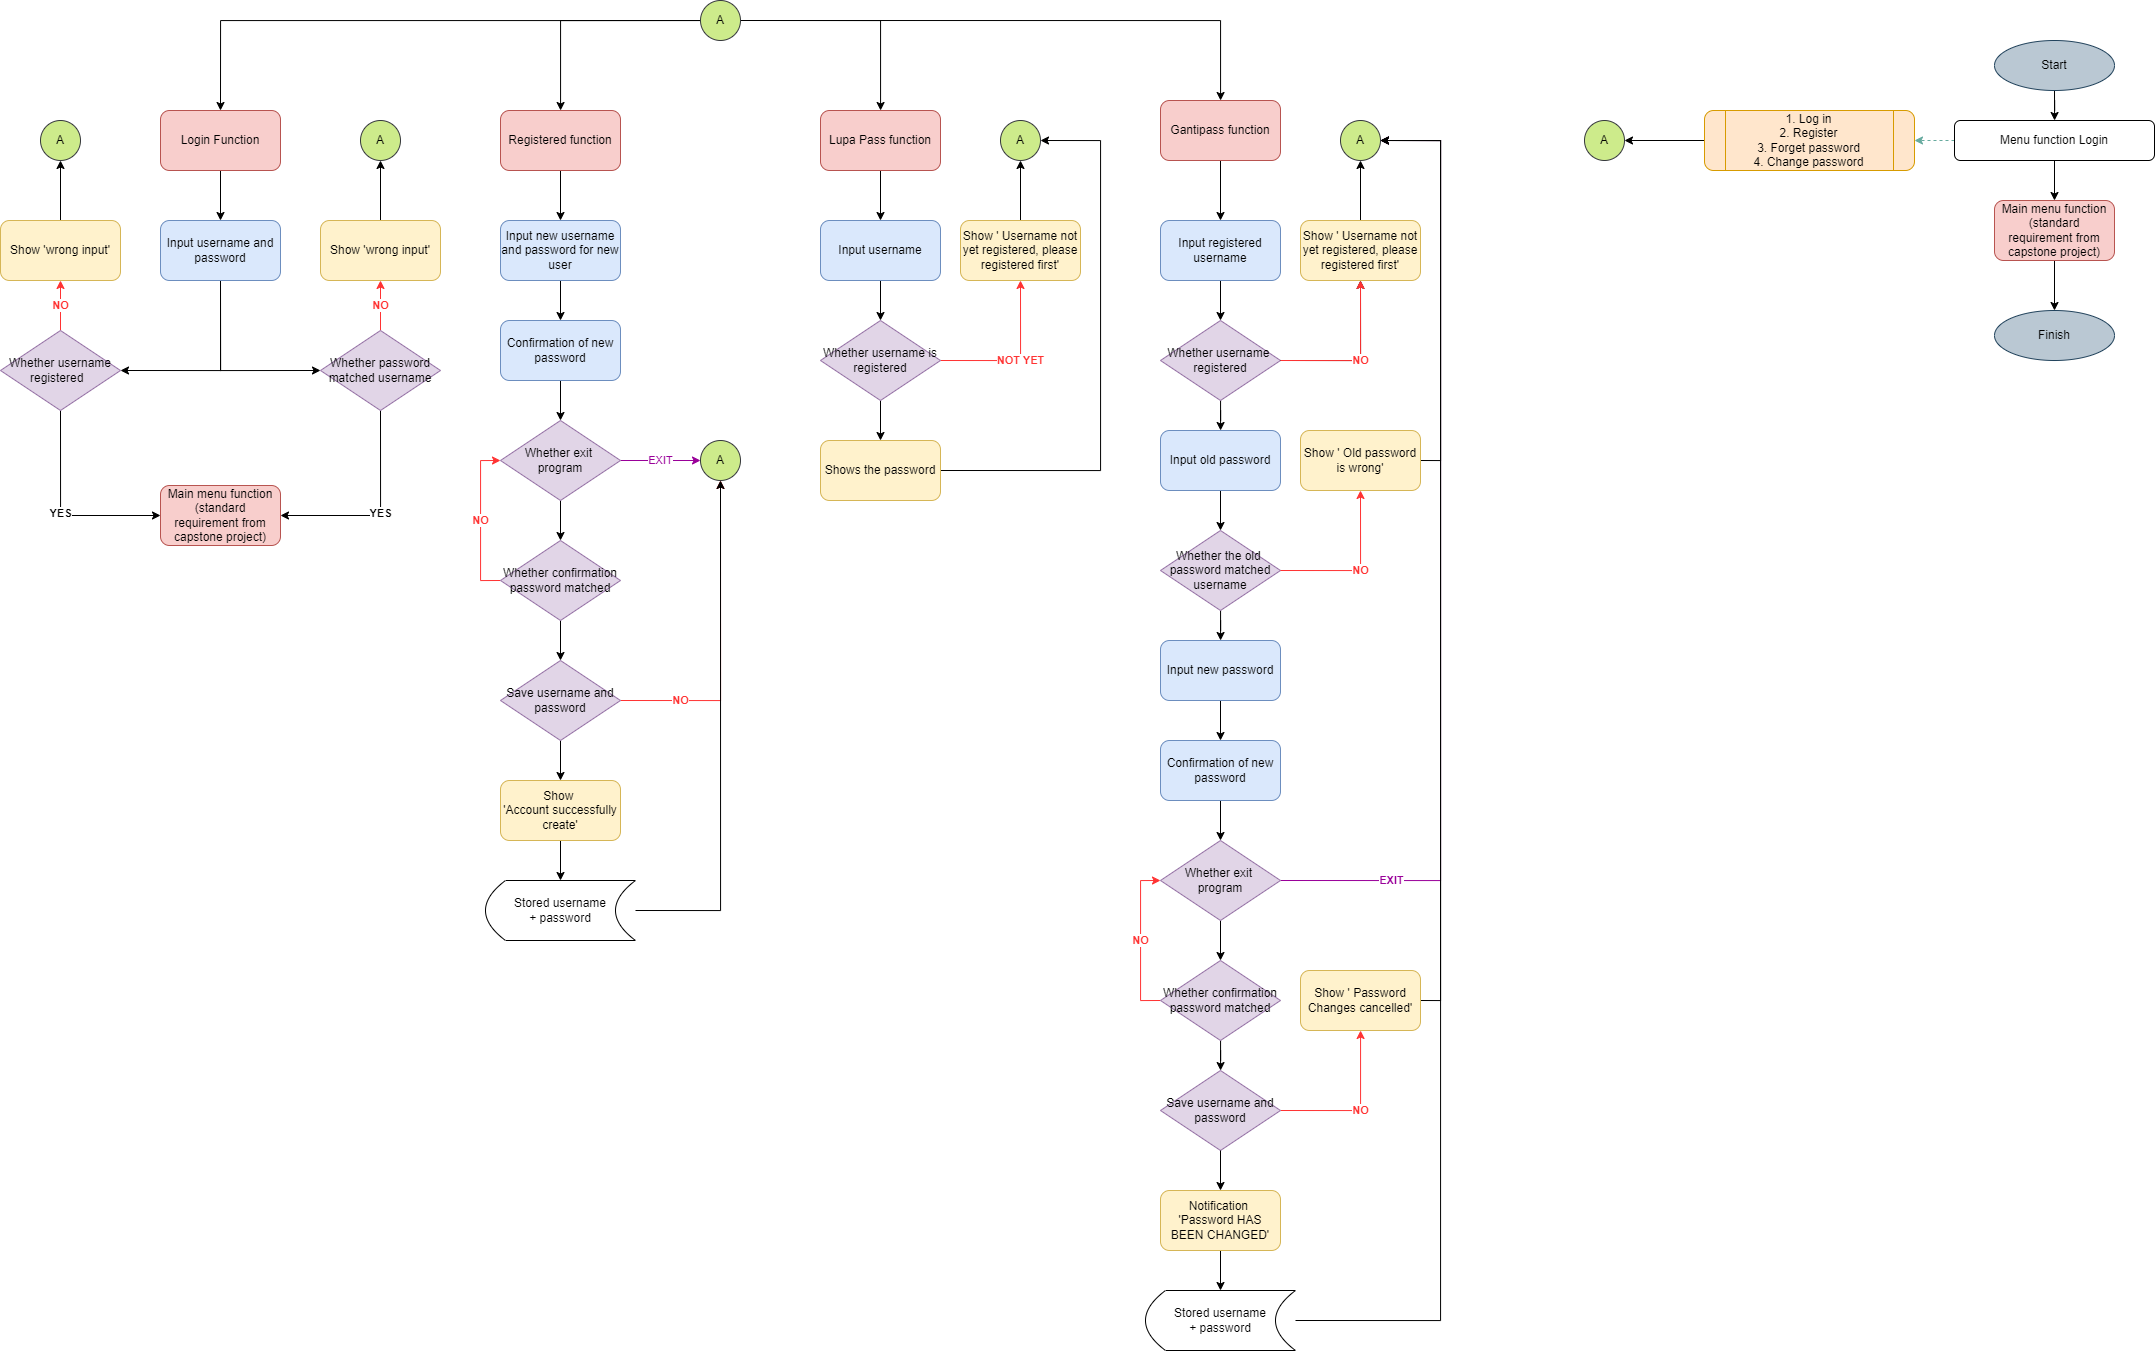 A
Start
Login Function
Registered function
Lupa Pass function
Gantipass function
A
A
A
A
A
1. Log in
2. Register
3. Forget password
4. Change password
Menu function Login
Show 'wrong input'
Input username and
password
Show 'wrong input'
Input new username
and password for new
user
Input username
Show ' Username not
yet registered, please
registered first'
Input registered
username
Show ' Username not
yet registered, please
registered first'
Main menu function
(standard
requirement from
capstone project)
NO
NO
Finish
Whether username
registered
Whether password
matched username
Confirmation of new
password
Whether username is
registered
NOT YET
Whether username
registered
NO
Whether exit
program
EXIT
A
Shows the password
Input old password
Show ' Old password
is wrong'
YES
Main menu function
(standard
requirement from
capstone project)
YES
NO
Whether confirmation
password matched
Whether the old
password matched
username
NO
Save username and
password
NO
Input new password
Show
'Account successfully
create'
Confirmation of new
password
Stored username
+ password
Whether exit
program
EXIT
NO
Whether confirmation
password matched
Show ' Password
Changes cancelled'
Save username and
password
NO
Notification
'Password HAS
BEEN CHANGED'
Stored username
+ password